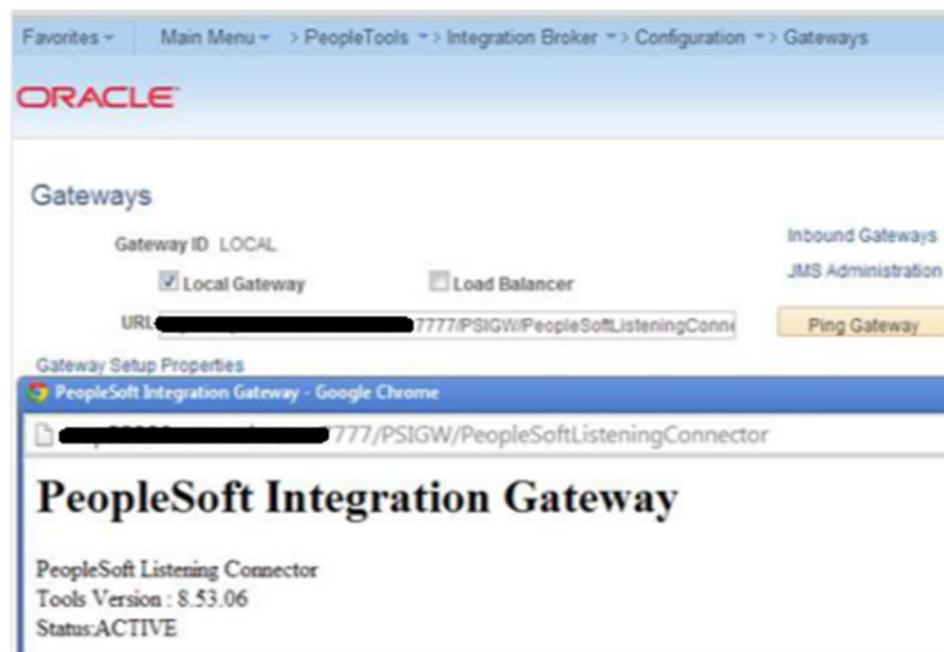 Favorites Main Menu > PeopleTools > Integration Broker > Configuration > Gateways
ORACLE
Gateways
Gateway ID LOCAL
Inbound Gateways
Local Gateway Load Balancer
JMS Administration
URL 7777/PSIGW/PeopleSoftListeningConne
Ping Gateway
Gateway Setup Properties
PeopleSoft Integration Gateway - Google Chrome
7777/PSIGW/PeopleSoftListeningConnector
PeopleSoft Integration Gateway
PeopleSoft Listening Connector
Tools Version : 8.53.06
Status:ACTIVE